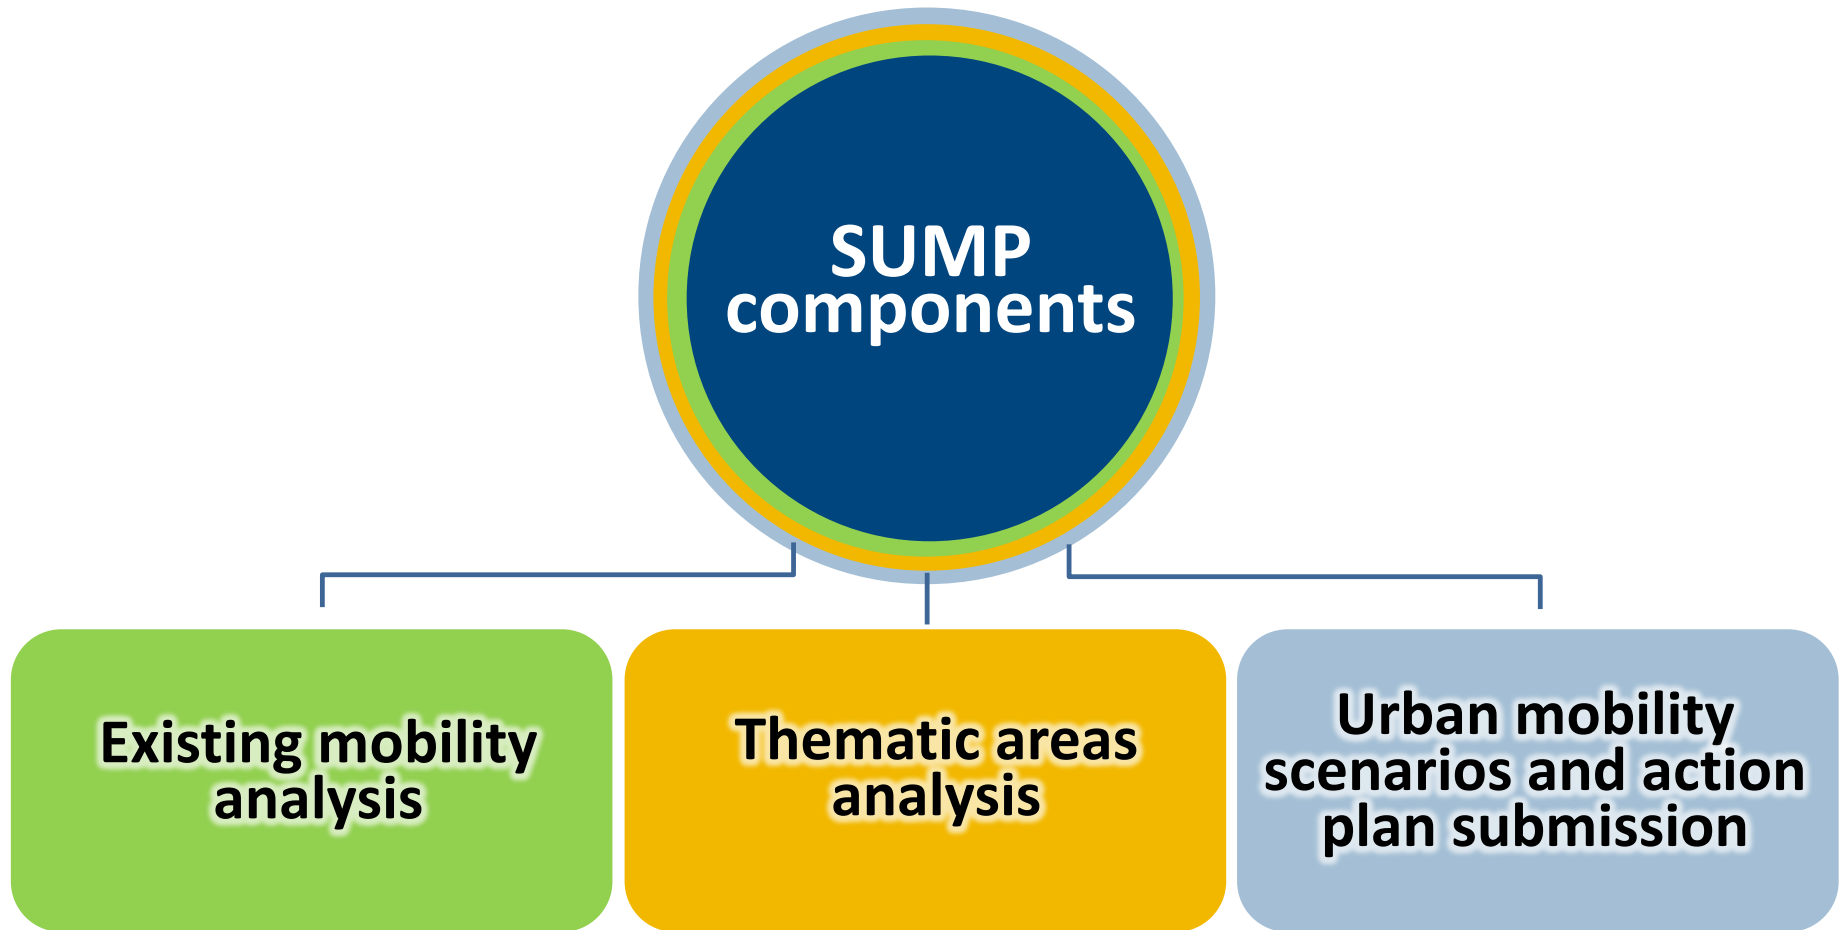 SUMP
components
Existing mobility
analysis
Thematic areas
analysis
Urban mobility
scenarios and action
plan submission